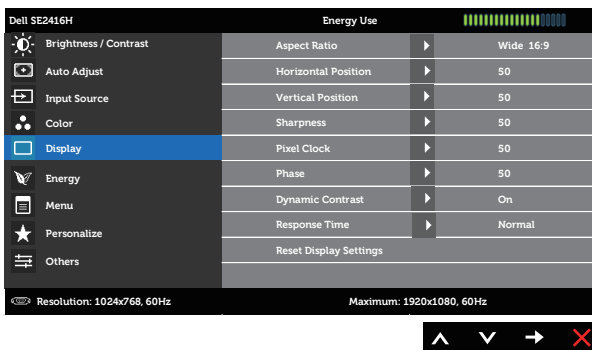 Dell SE2416H Energy Use
Brightness / Contrast Aspect Ratio Wide 16:9
Auto Adjust Horizontal Position 50
Input Source Vertical Position 50
Color Sharpness 50
Display Pixel Clock 50
Energy Phase 50
Menu Dynamic Contrast On
Personalize Response Time Normal
Others Reset Display Settings
Resolution: 1024x768, 60Hz Maximum: 1920x1080, 60Hz